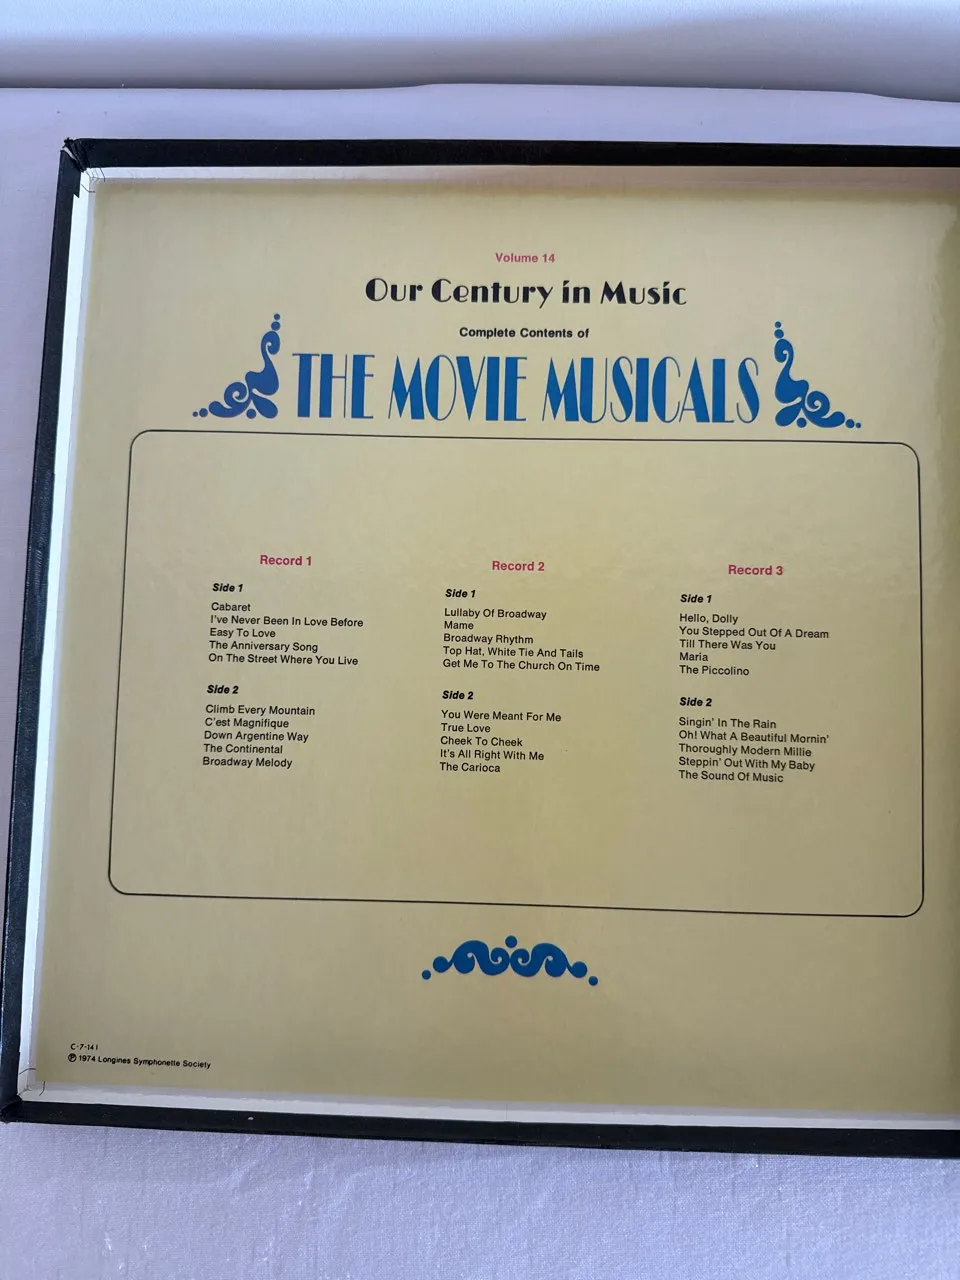 Volume 14
Our Century in Music
Complete Contents of
THE MOVIE MUSICALS
Record 1
Side 1
Cabaret
I've Never Been In Love Before
Easy To Love
The Anniversary Song
On The Street Where You Live
Side 2
Climb Every Mountain
C'est Magnifique
Down Argentine Way
The Continental
Broadway Melody
Record 2
Side 1
Lullaby Of Broadway
Mame
Broadway Rhythm
Top Hat, White Tie And Tails
Get Me To The Church On Time
Side 2
You Were Meant For Me
True Love
Cheek To Cheek
It's All Right With Me
The Carioca
Record 3
Side 1
Hello, Dolly
You Stepped Out Of A Dream
Till There Was You
Maria
The Piccolino
Side 2
Singin' In The Rain
Oh! What A Beautiful Mornin'
Thoroughly Modern Millie
Steppin' Out With My Baby
The Sound Of Music
C-7-141
℗ 1974 Longines Symphonette Society